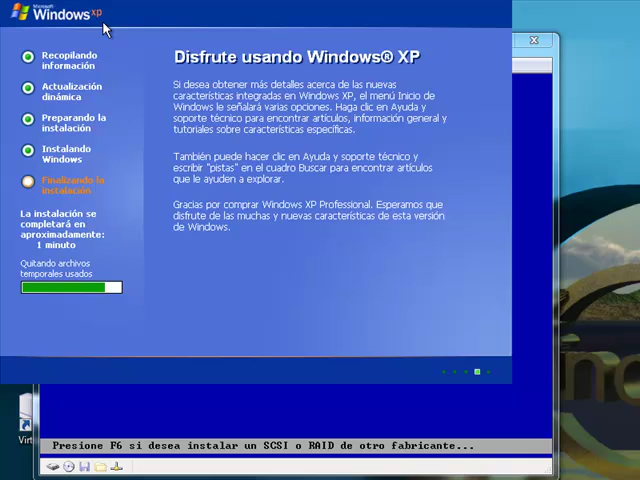 Microsoft
Windows xp
Recopilando
información
Actualización
dinámica
Preparando la
instalación
Instalando
Windows
Finalizando la
instalación
La instalación se
completará en
aproximadamente:
1 minuto
Quitando archivos
temporales usados
Disfrute usando Windows® XP
Si desea obtener más detalles acerca de las nuevas
características integradas en Windows XP, el menú Inicio de
Windows le señalará varias opciones. Haga clic en Ayuda y
soporte técnico para encontrar artículos, información general y
tutoriales sobre características específicas.
También puede hacer clic en Ayuda y soporte técnico y
escribir "pistas" en el cuadro Buscar para encontrar artículos
que le ayuden a explorar.
Gracias por comprar Windows XP Professional. Esperamos que
disfrute de las muchas y nuevas características de esta versión
de Windows.
Presione F6 si desea instalar un SCSI o RAID de otro fabricante...